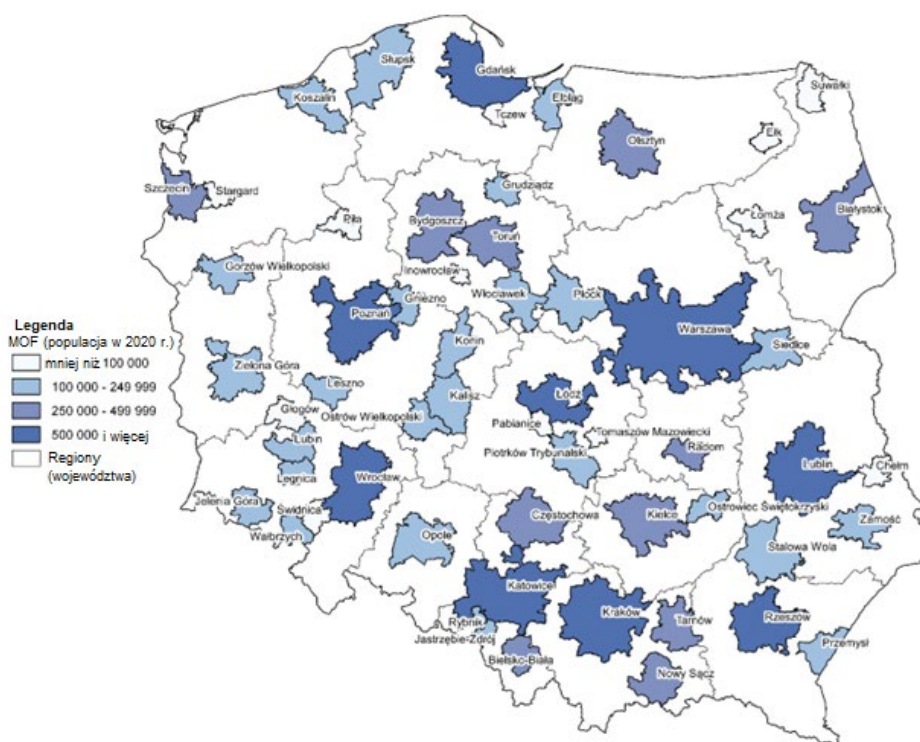 Słupsk
Gdańsk
Koszalin
Elbląg
Tczew
Suwałki
Ełk
Olsztyn
Szczecin
Stargard
Grudziądz
Piła
Bydgoszcz
Toruń
Łomża
Białystok
Inowrocław
Gorzów Wielkopolski
Gniezno
Włocławek
Płock
Poznań
Warszawa
Siedlce
Legenda
MOF (populacja w 2020 r.)
mniej niż 100 000
100 000 - 249 999
250 000 - 499 999
500 000 i więcej
Regiony
(województwa)
Konin
Zielona Góra
Leszno
Kalisz
Łódź
Głogów
Ostrów Wielkopolski
Pabianice
Tomaszów Mazowiecki
Lubin
Piotrków Trybunalski
Radom
Legnica
Wrocław
Lublin
Chełm
Jelenia Góra
Świdnica
Częstochowa
Kielce
Ostrowiec Świętokrzyski
Zamość
Wałbrzych
Opole
Stalowa Wola
Katowice
Kraków
Tarnów
Rzeszów
Rybnik
Jastrzębie-Zdrój
Przemyśl
Bielsko-Biała
Nowy Sącz